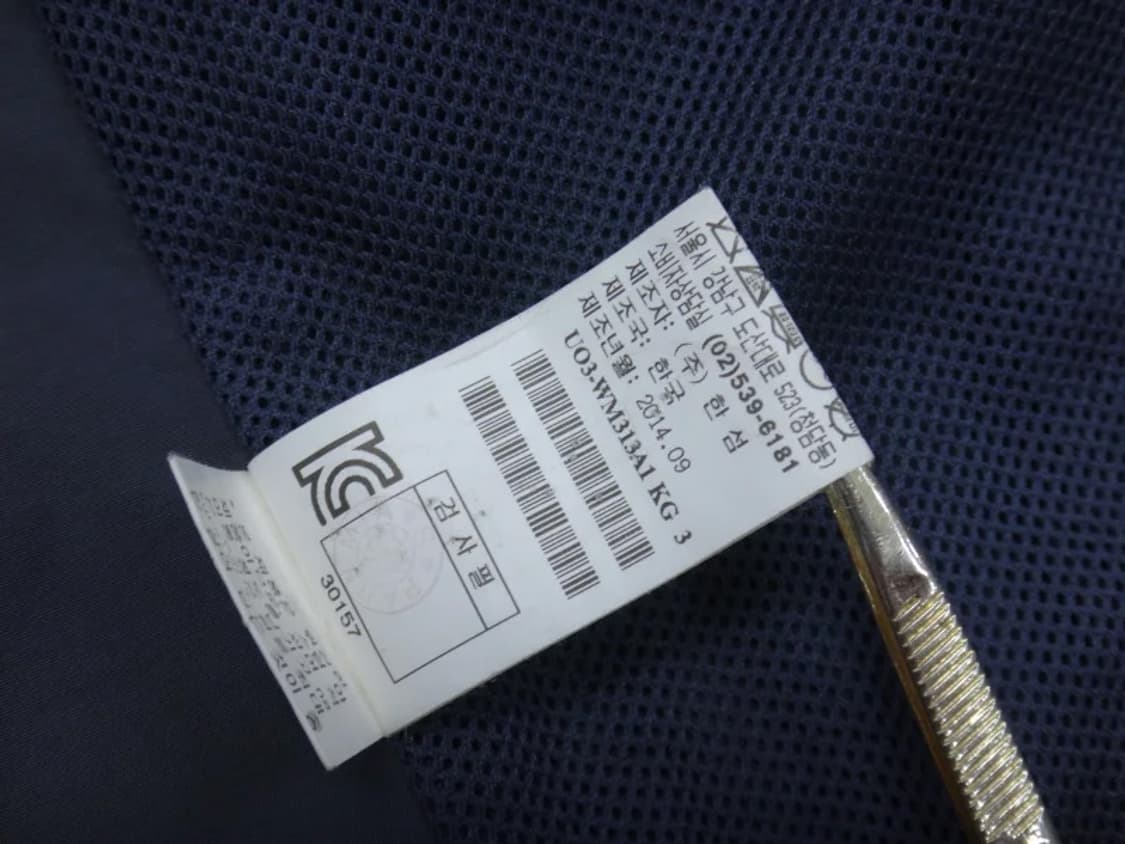 서울시 강남구 도산대로 523(청담동)
소비자상담실 (02)539-6181
제조자: (주) 한 섬
제조국: 한국
제조년월: 2014.09
UO3-WM313A1 KG 3
검사필
30157